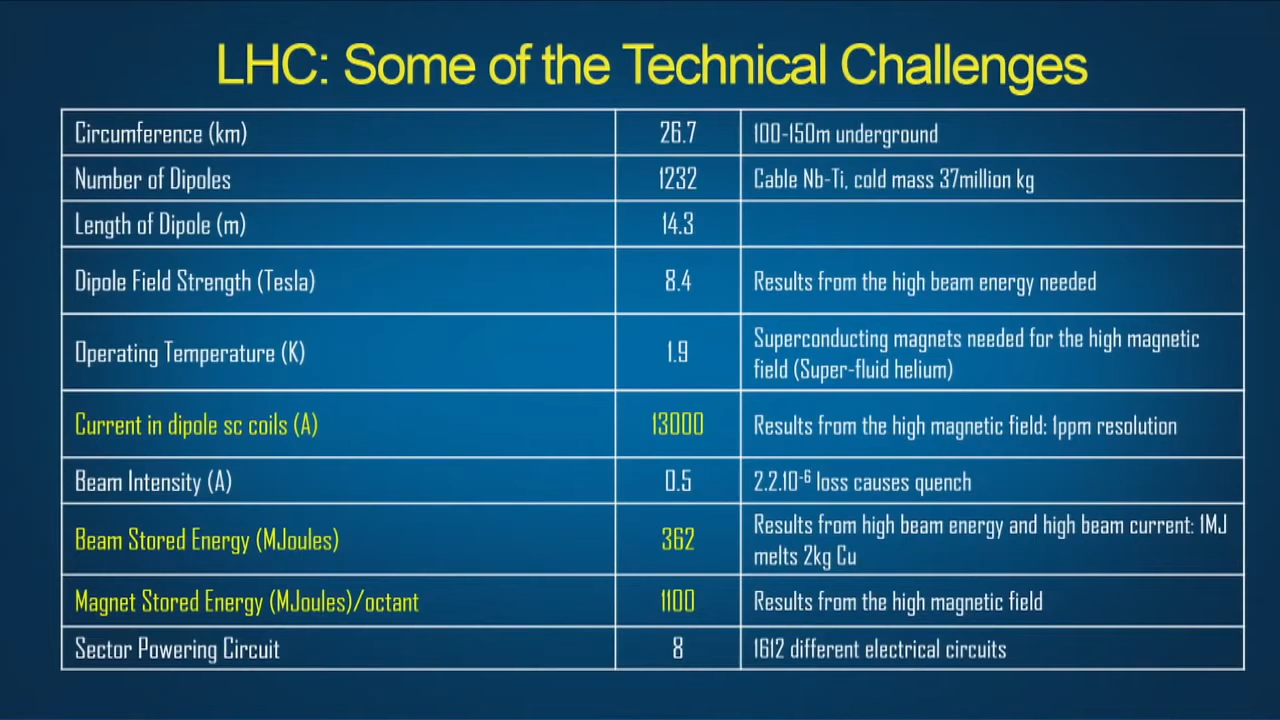 LHC: Some of the Technical Challenges
Circumference (km) 26.7 100-150m underground
Number of Dipoles 1232 Cable Nb-Ti, cold mass 37million kg
Length of Dipole (m) 14.3
Dipole Field Strength (Tesla) 8.4 Results from the high beam energy needed
Operating Temperature (K) 1.9 Superconducting magnets needed for the high magnetic
field (Super-fluid helium)
Current in dipole sc coils (A) 13000 Results from the high magnetic field: 1ppm resolution
Beam Intensity (A) 0.5 2.2.10⁻⁶ loss causes quench
Beam Stored Energy (MJoules) 362 Results from high beam energy and high beam current: 1MJ
melts 2kg Cu
Magnet Stored Energy (MJoules)/octant 1100 Results from the high magnetic field
Sector Powering Circuit 8 1612 different electrical circuits